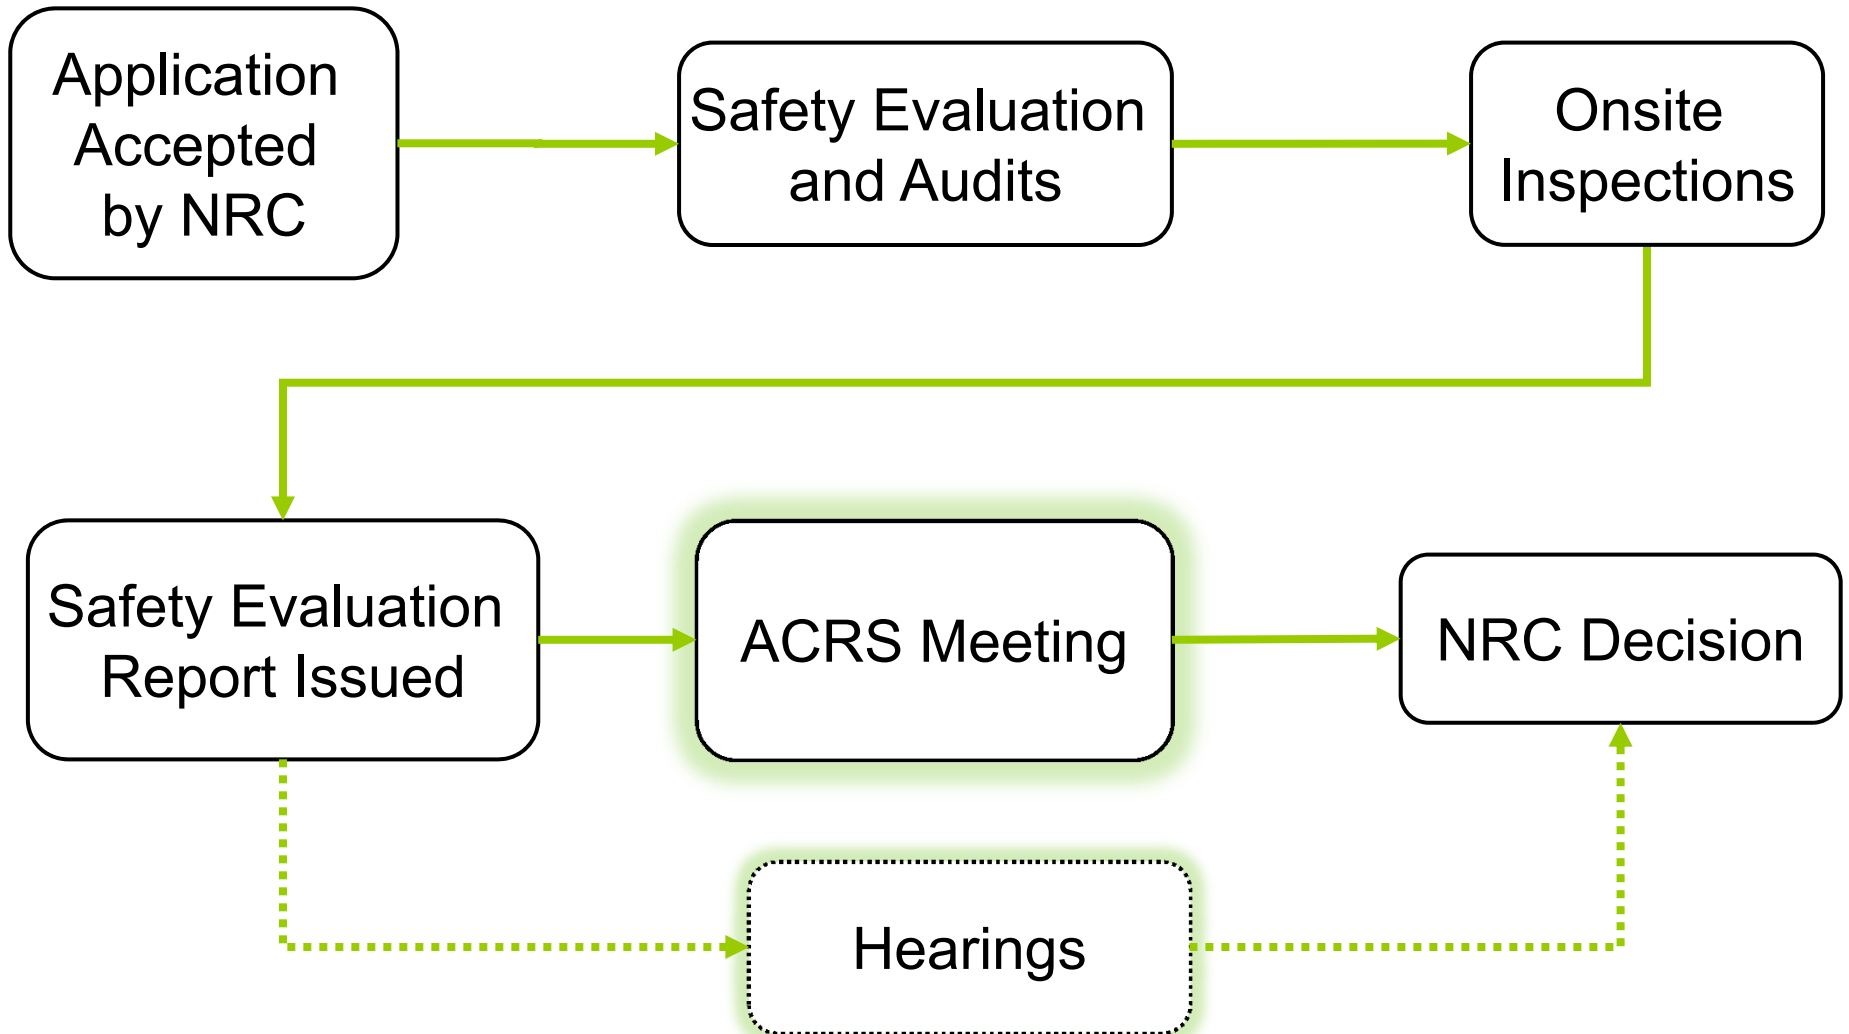 Application
Accepted
by NRC
Safety Evaluation
and Audits
Onsite
Inspections
Safety Evaluation
Report Issued
ACRS Meeting
NRC Decision
Hearings